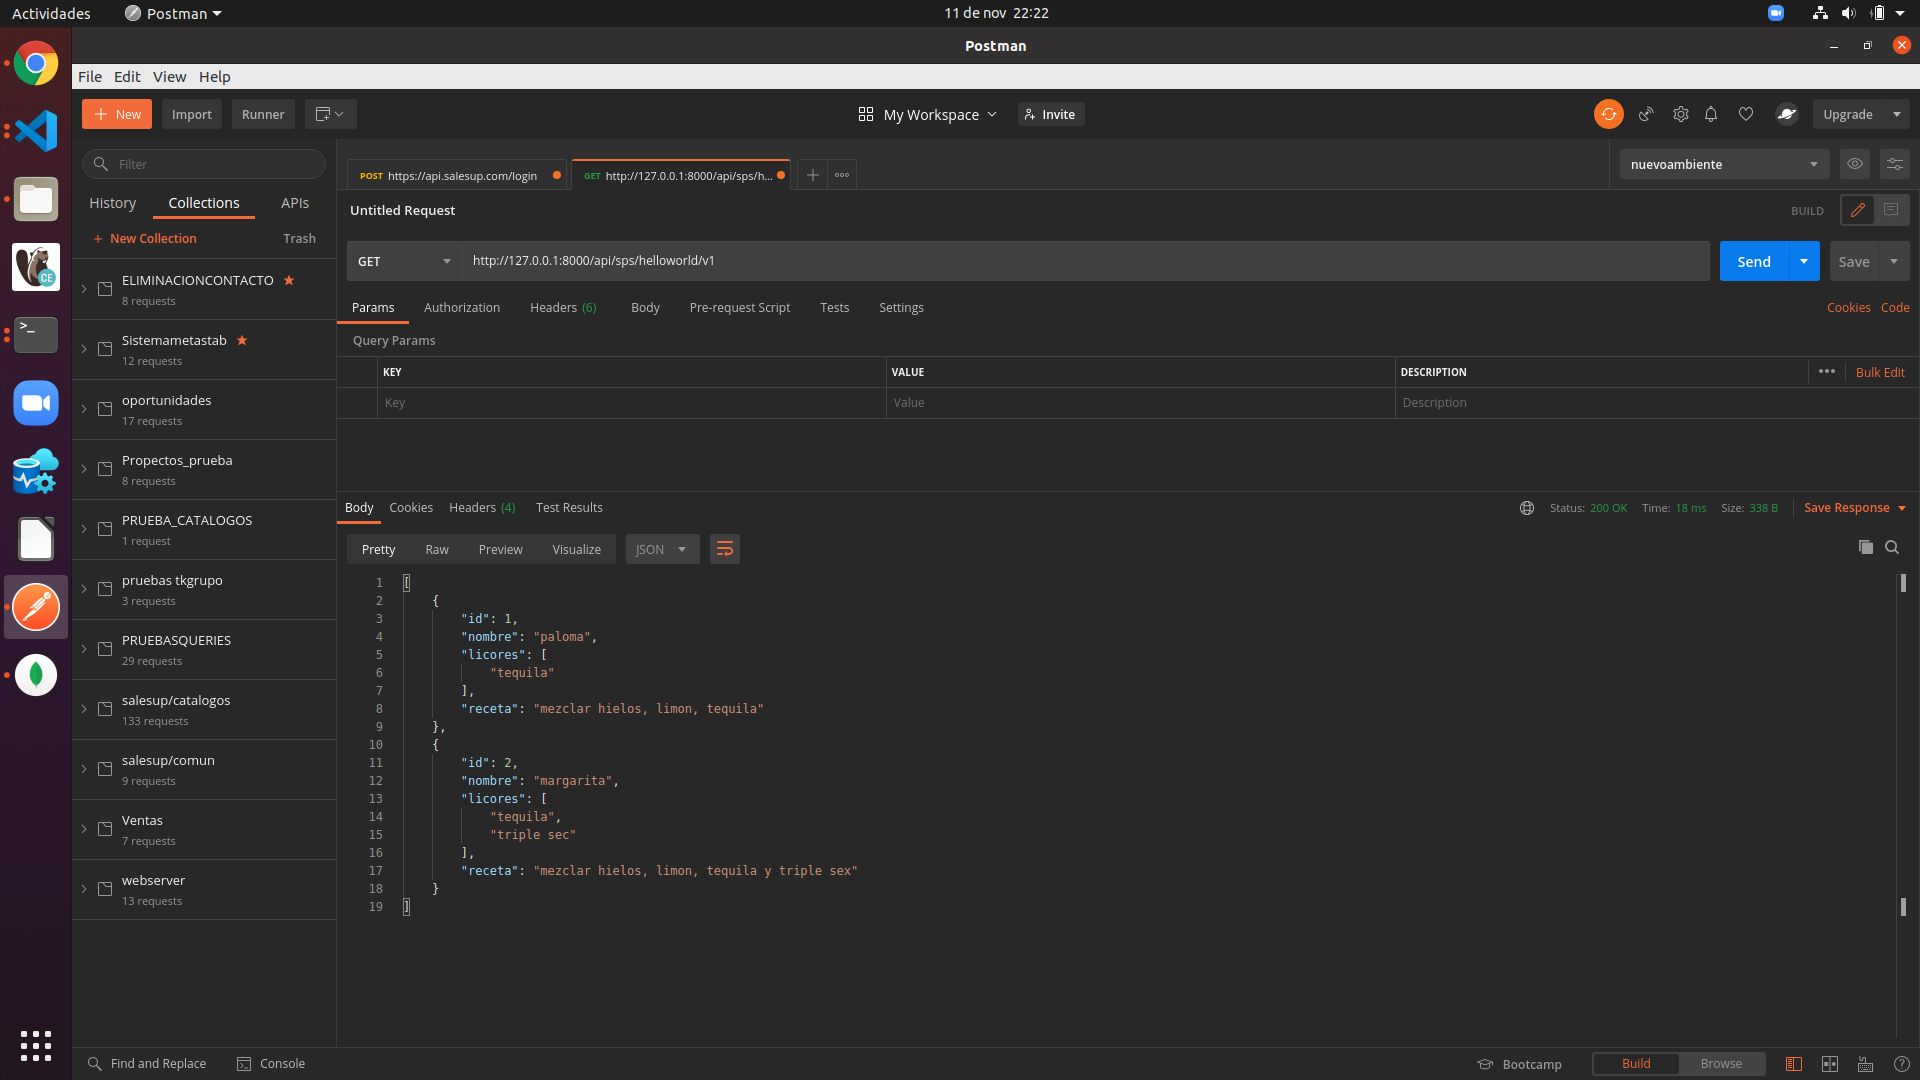 Actividades
Postman
11 de nov 22:22
Postman
File Edit View Help
New
Import
Runner
My Workspace
Invite
Upgrade
Filter
History Collections APIs
New Collection
Trash
ELIMINACIONCONTACTO
8 requests
Sistemametastab
12 requests
oportunidades
17 requests
Propectos_prueba
8 requests
PRUEBA_CATALOGOS
1 request
pruebas tkgrupo
3 requests
PRUEBASQUERIES
29 requests
salesup/catalogos
133 requests
salesup/comun
9 requests
Ventas
7 requests
webserver
13 requests
POST https://api.salesup.com/login
GET http://127.0.0.1:8000/api/sps/h...
nuevoambiente
Untitled Request
BUILD
GET http://127.0.0.1:8000/api/sps/helloworld/v1
Send
Save
Params Authorization Headers (6) Body Pre-request Script Tests Settings
Cookies Code
Query Params
KEY VALUE DESCRIPTION
Bulk Edit
Key Value Description
Body Cookies Headers (4) Test Results
Status: 200 OK Time: 18 ms Size: 338 B
Save Response
Pretty Raw Preview Visualize JSON
1 [
2 {
3 "id": 1,
4 "nombre": "paloma",
5 "licores": [
6 "tequila"
7 ],
8 "receta": "mezclar hielos, limon, tequila"
9 },
10 {
11 "id": 2,
12 "nombre": "margarita",
13 "licores": [
14 "tequila",
15 "triple sec"
16 ],
17 "receta": "mezclar hielos, limon, tequila y triple sex"
18 }
19 ]
Find and Replace
Console
Bootcamp
Build
Browse
CE